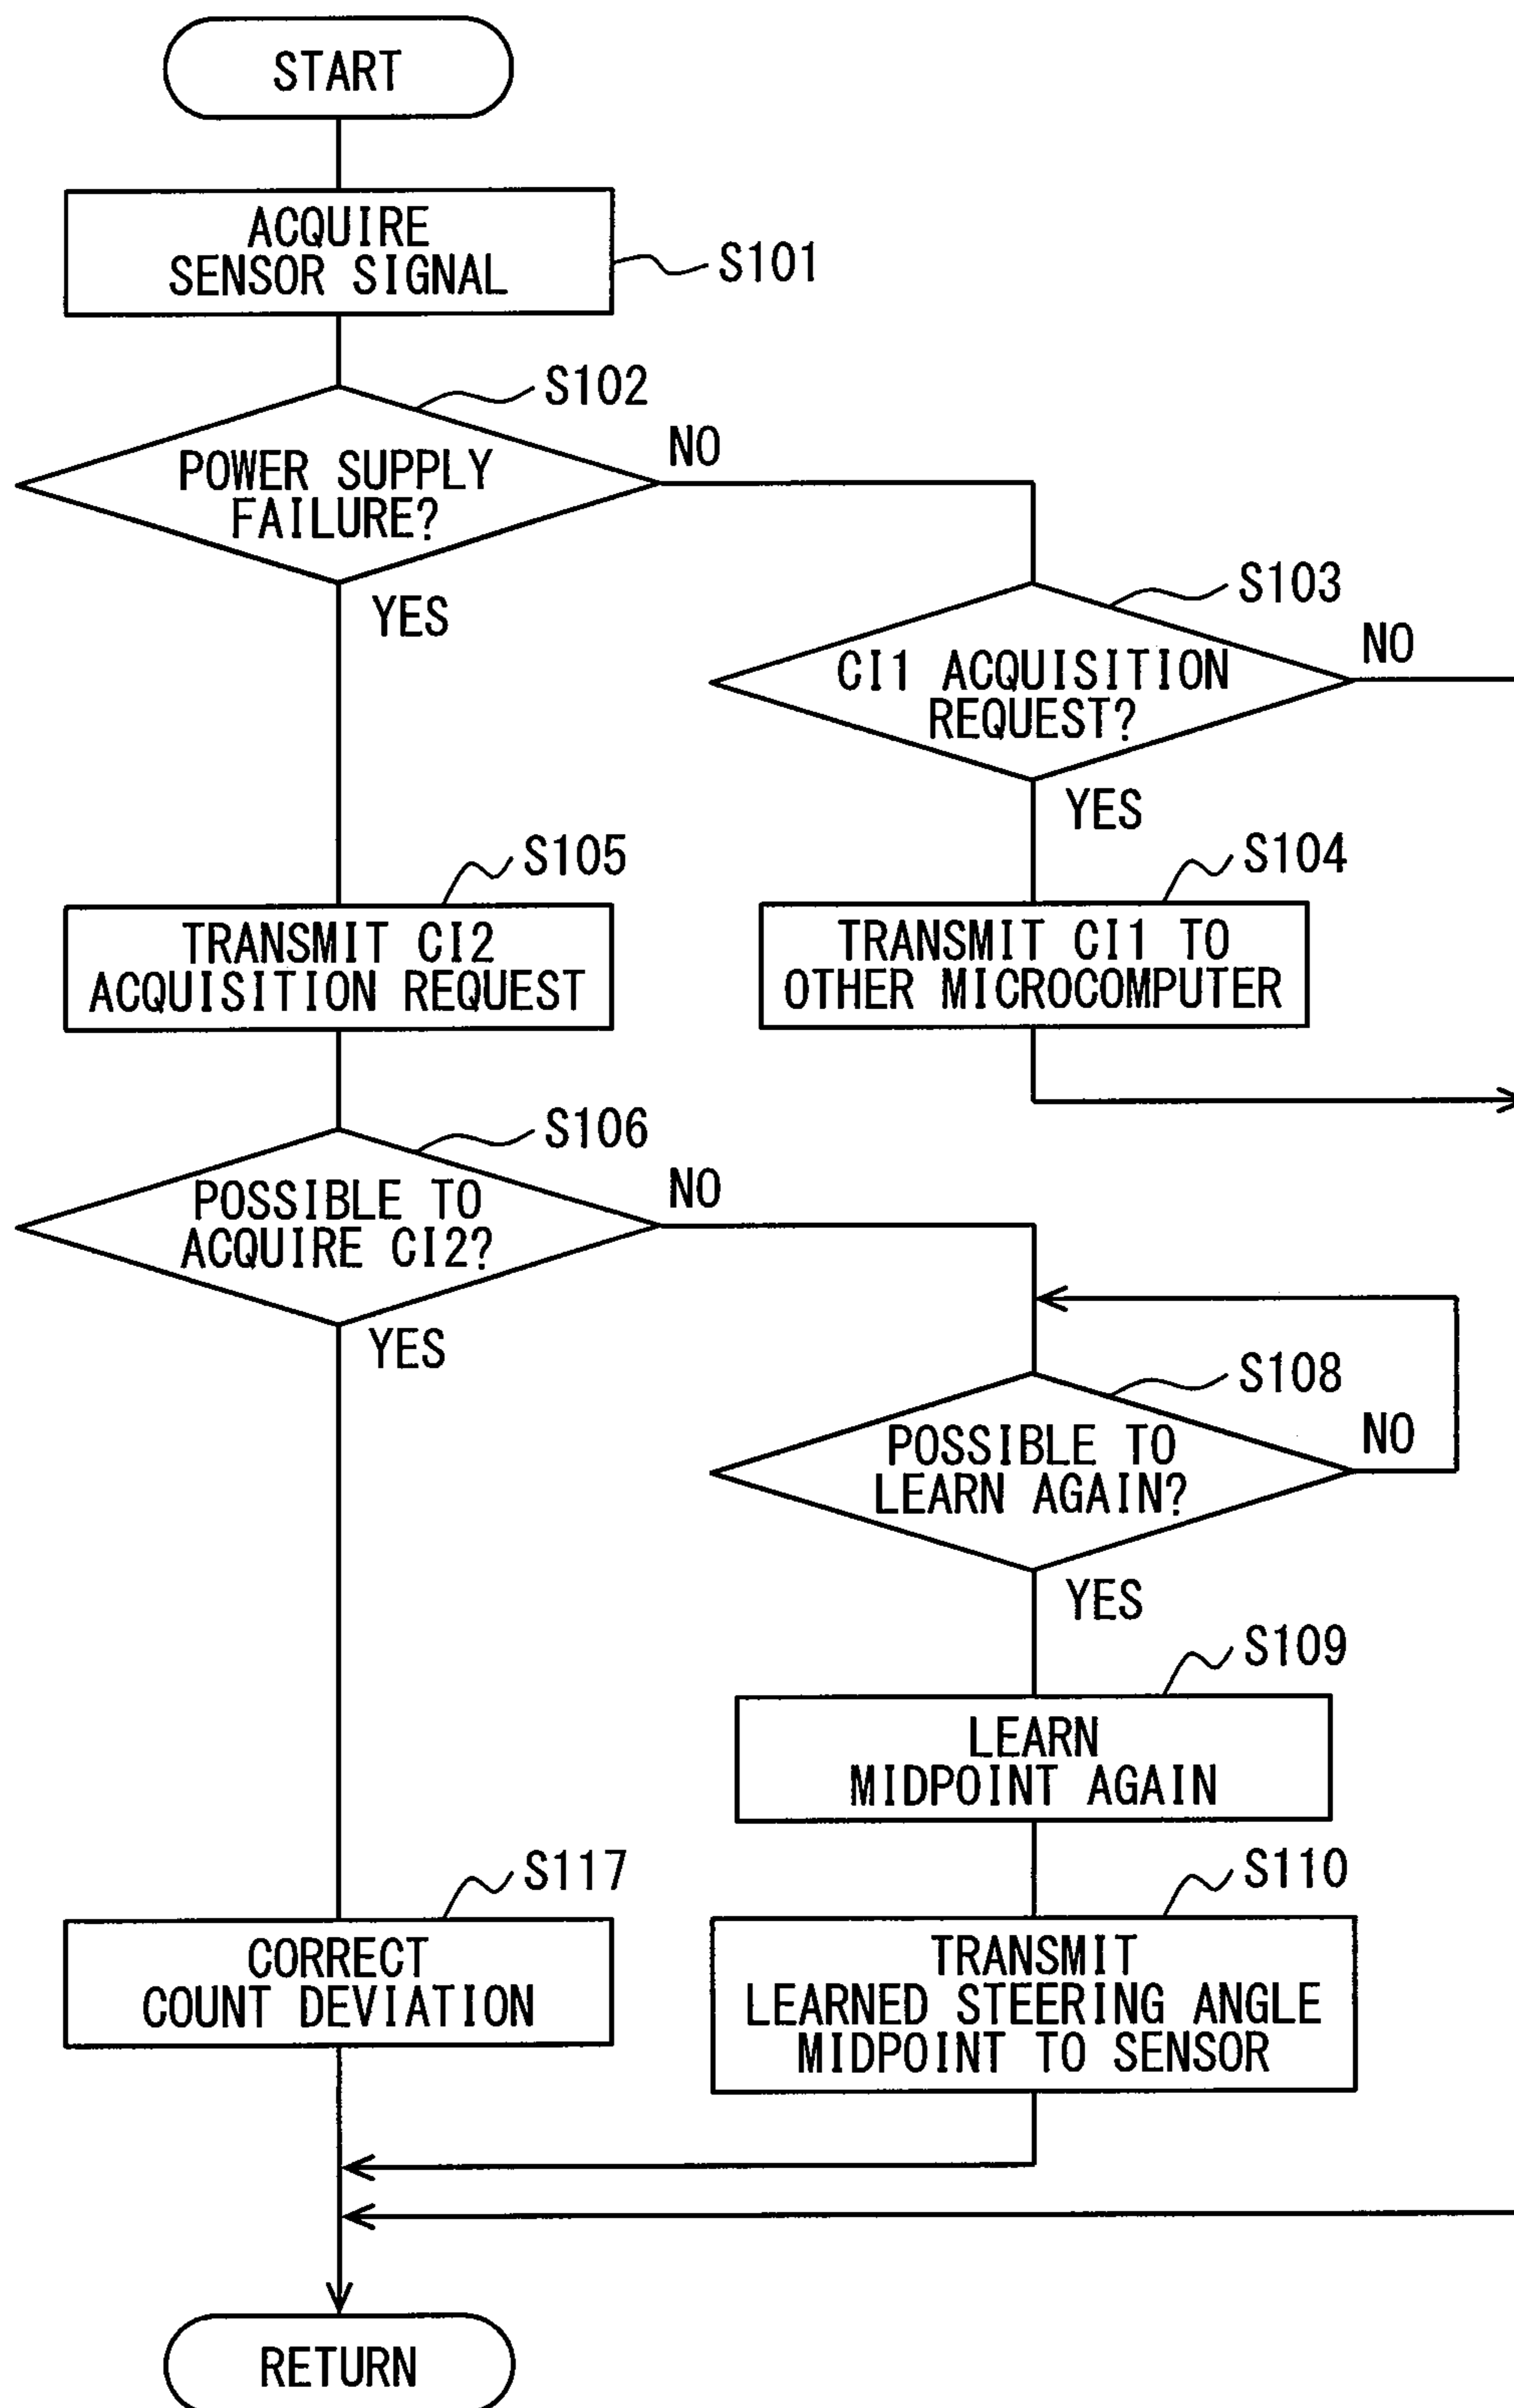 START
ACQUIRE
SENSOR SIGNAL
S101
S102
POWER SUPPLY
FAILURE?
NO
YES
S103
CI1 ACQUISITION
REQUEST?
NO
YES
S104
TRANSMIT CI1 TO
OTHER MICROCOMPUTER
S105
TRANSMIT CI2
ACQUISITION REQUEST
S106
POSSIBLE TO
ACQUIRE CI2?
NO
YES
S108
POSSIBLE TO
LEARN AGAIN?
NO
YES
S109
LEARN
MIDPOINT AGAIN
S110
TRANSMIT
LEARNED STEERING ANGLE
MIDPOINT TO SENSOR
S117
CORRECT
COUNT DEVIATION
RETURN